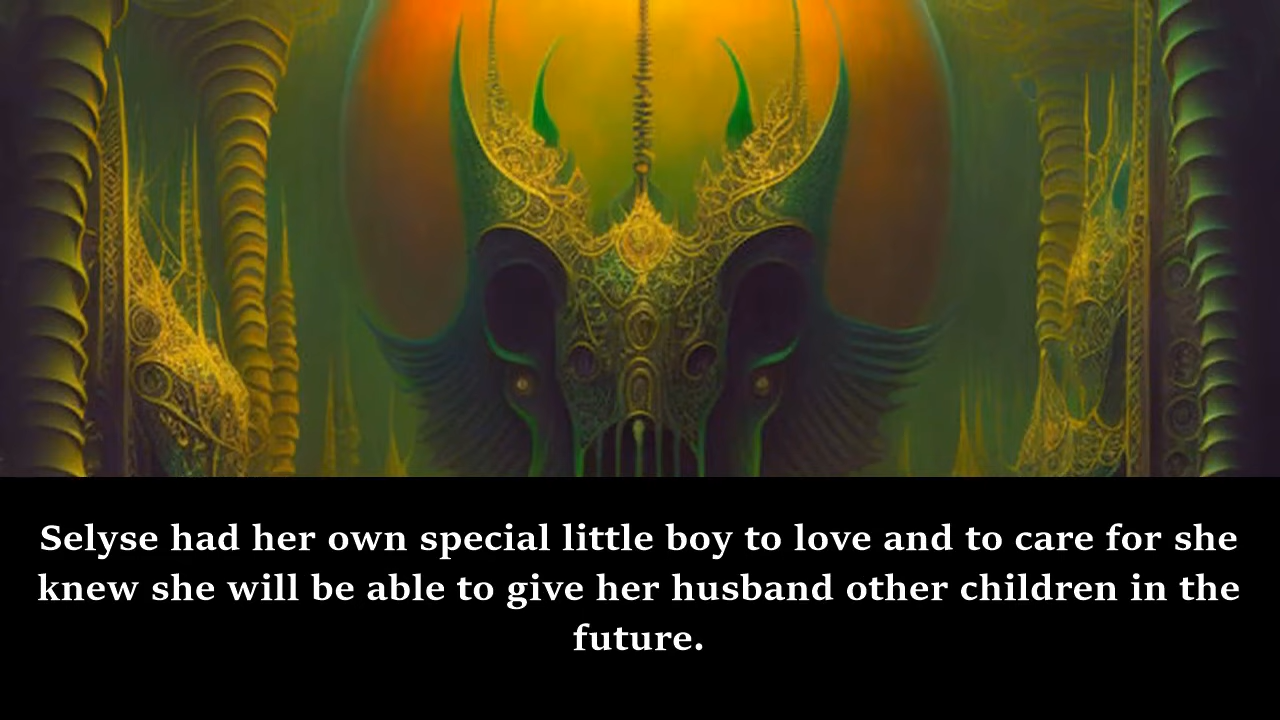 Selyse had her own special little boy to love and to care for she
knew she will be able to give her husband other children in the
future.